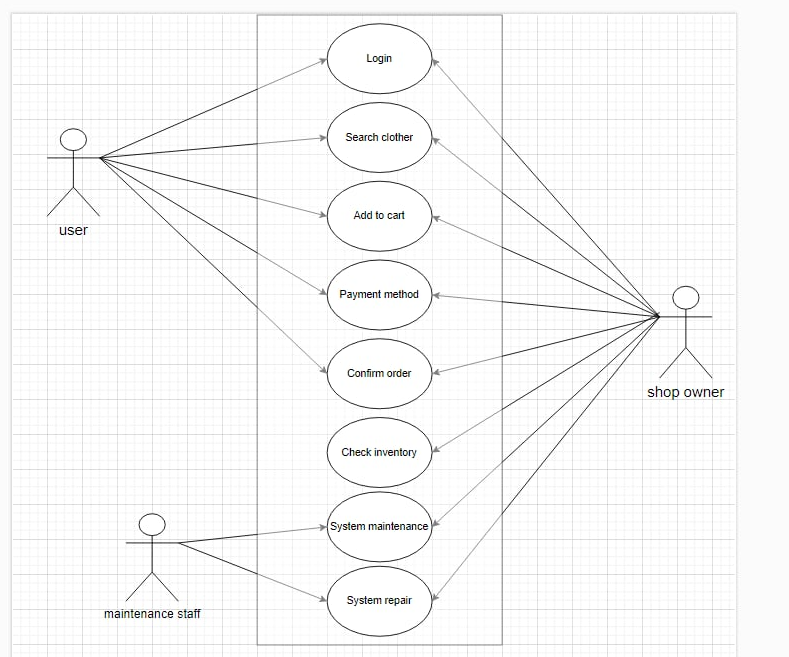 Login
Search clother
Add to cart
user
Payment method
Confirm order
shop owner
Check inventory
System maintenance
System repair
maintenance staff